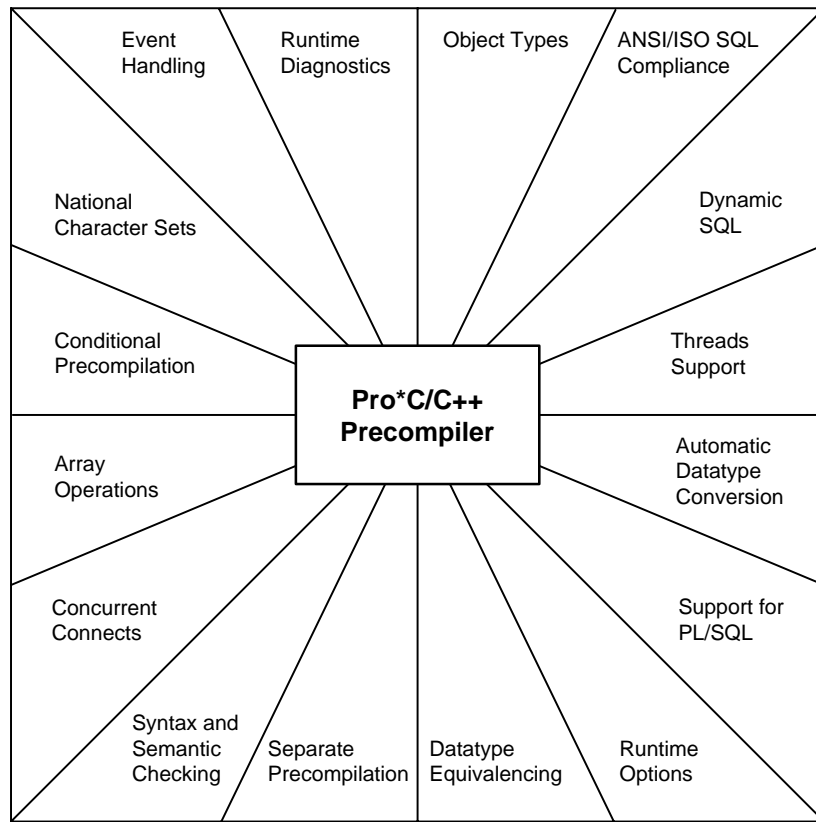 Event
Handling
Runtime
Diagnostics
Object Types
ANSI/ISO SQL
Compliance
National
Character Sets
Dynamic
SQL
Conditional
Precompilation
Threads
Support
Pro*C/C++
Precompiler
Array
Operations
Automatic
Datatype
Conversion
Concurrent
Connects
Support for
PL/SQL
Syntax and
Semantic
Checking
Separate
Precompilation
Datatype
Equivalencing
Runtime
Options